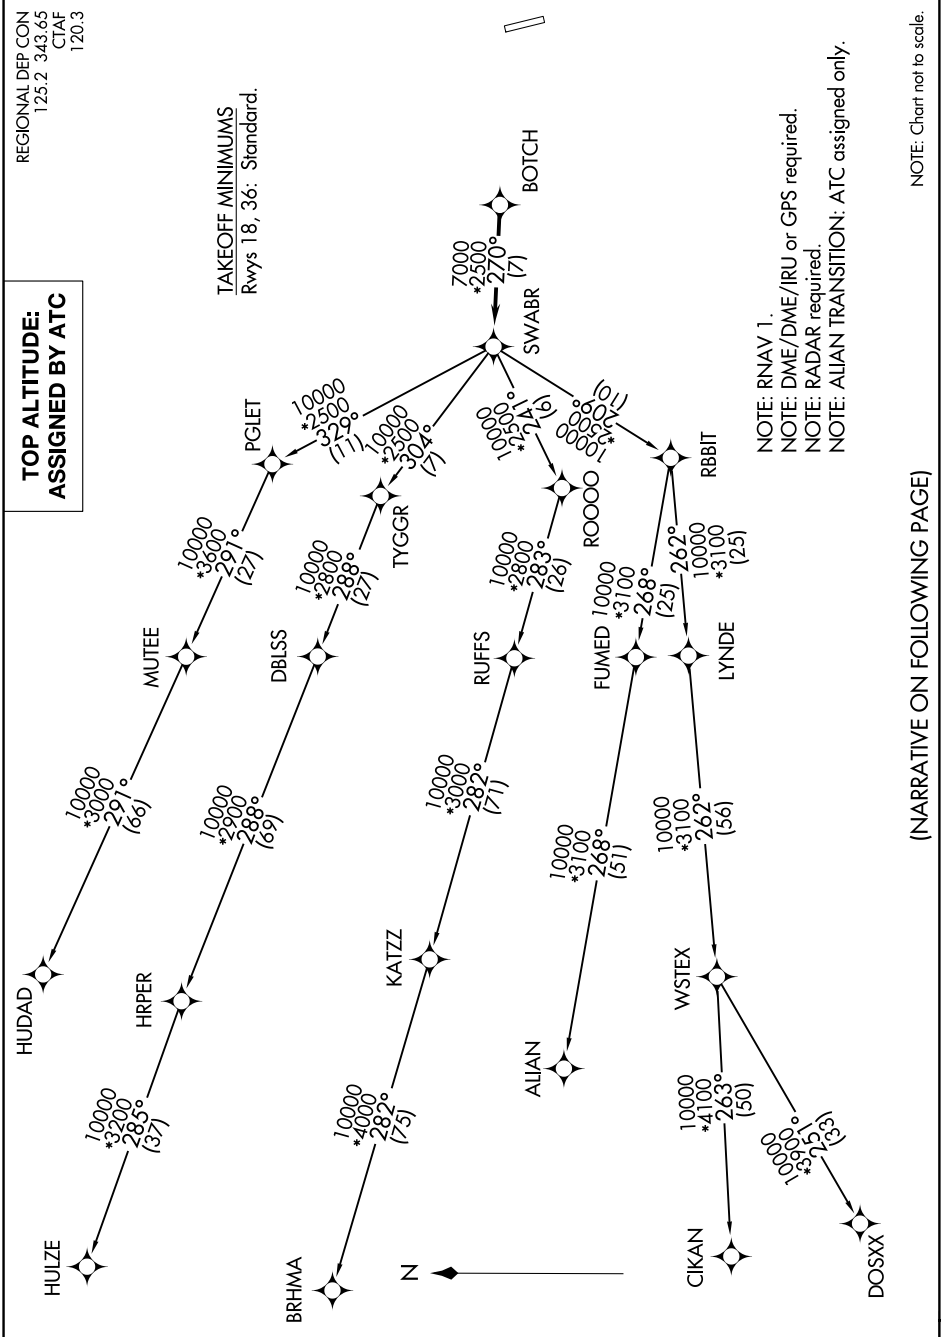 REGIONAL DEP CON
125.2 343.65
CTAF
120.3
TOP ALTITUDE:
ASSIGNED BY ATC
TAKEOFF MINIMUMS
Rwys 18, 36: Standard.
BOTCH
7000
*2500
270°
(7)
SWABR
10000
*2500
329°
(11)
PGLET
10000
*3600
291°
(27)
MUTEE
10000
*3000
291°
(66)
HUDAD
10000
*2500
304°
(7)
TYGGR
10000
*2800
288°
(27)
DBLSS
10000
*2900
288°
(69)
HRPER
10000
*3200
285°
(37)
HULZE
10000
*2500
241°
(6)
ROOOO
10000
*2800
283°
(26)
RUFFS
10000
*3000
282°
(71)
KATZZ
10000
*4000
282°
(75)
BRHMA
10000
*2500
209°
(10)
RBBIT
10000
*3100
268°
(25)
FUMED
10000
*3100
268°
(51)
ALIAN
262°
10000
*3100
(25)
LYNDE
10000
*3100
262°
(56)
WSTEX
10000
*4100
263°
(50)
CIKAN
10000
*3900
251°
(33)
DOSXX
N
NOTE: RNAV 1.
NOTE: DME/DME/IRU or GPS required.
NOTE: RADAR required.
NOTE: ALIAN TRANSITION: ATC assigned only.
NOTE: Chart not to scale.
(NARRATIVE ON FOLLOWING PAGE)